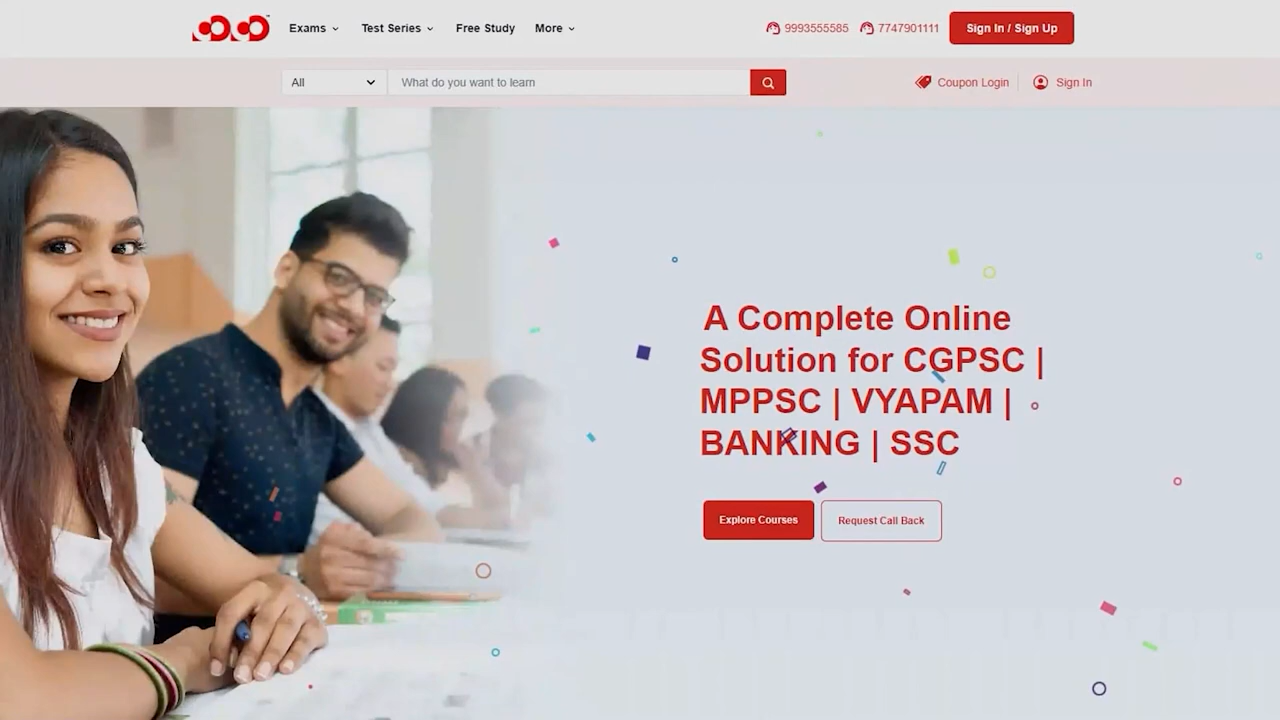 Exams
Test Series
Free Study
More
9993555585
7747901111
Sign In / Sign Up
All
What do you want to learn
Coupon Login
Sign In
A Complete Online
Solution for CGPSC |
MPPSC | VYAPAM |
BANKING | SSC
Explore Courses
Request Call Back